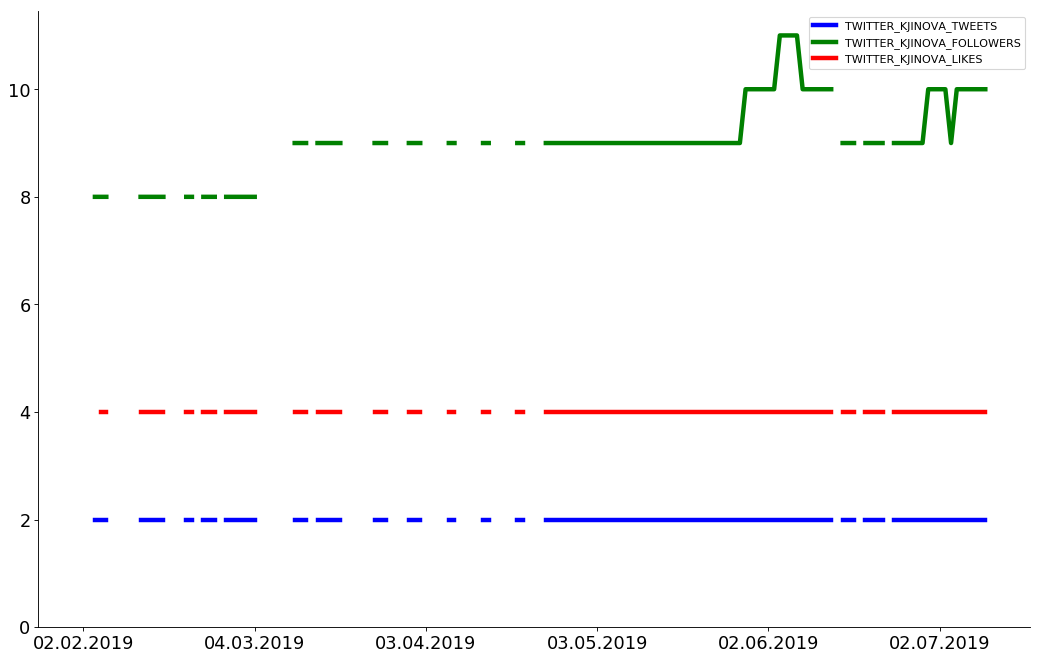 TWITTER_KJINOVA_TWEETS
TWITTER_KJINOVA_FOLLOWERS
TWITTER_KJINOVA_LIKES
10
8
6
4
2
0
02.02.2019 04.03.2019 03.04.2019 03.05.2019 02.06.2019 02.07.2019